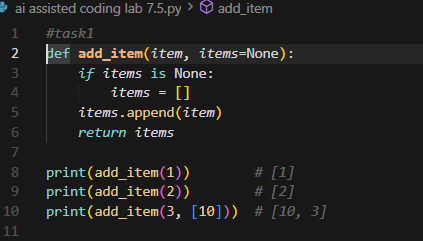 ai assisted coding lab 7.5.py > add_item
1 #task1
2 def add_item(item, items=None):
3     if items is None:
4         items = []
5     items.append(item)
6     return items
7
8 print(add_item(1))          # [1]
9 print(add_item(2))          # [2]
10 print(add_item(3, [10]))  # [10, 3]
11